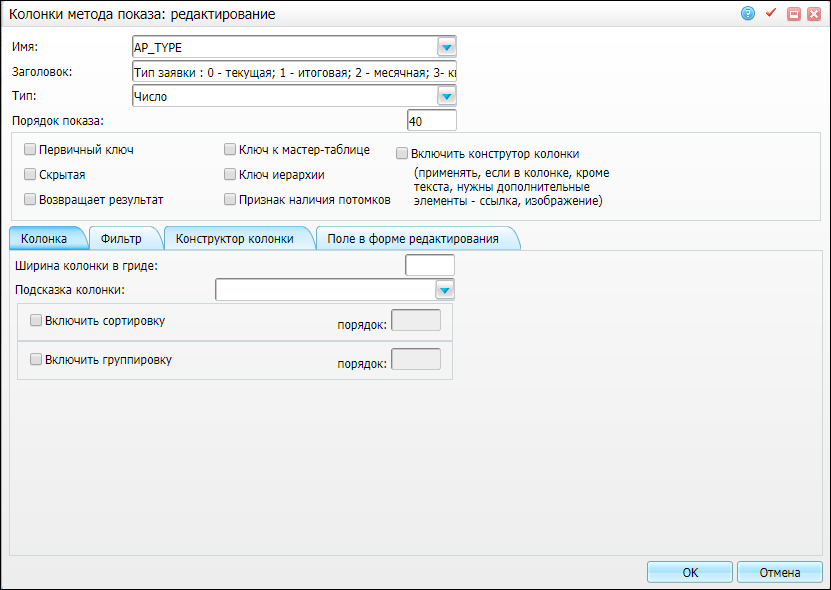 Колонки метода показа: редактирование
Имя: AP_TYPE
Заголовок: Тип заявки : 0 - текущая; 1 - итоговая; 2 - месячная; 3- к
Тип: Число
Порядок показа: 40
Первичный ключ Ключ к мастер-таблице Включить конструтор колонки
Скрытая Ключ иерархии (применять, если в колонке, кроме
текста, нужны дополнительные
Возвращает результат Признак наличия потомков элементы - ссылка, изображение)
Колонка Фильтр Конструктор колонки Поле в форме редактирования
Ширина колонки в гриде:
Подсказка колонки:
Включить сортировку порядок:
Включить группировку порядок:
OK Отмена